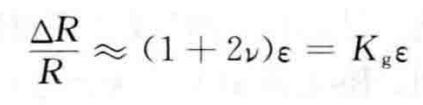 ΔR/R ≈ (1 + 2ν)ε = K_g ε